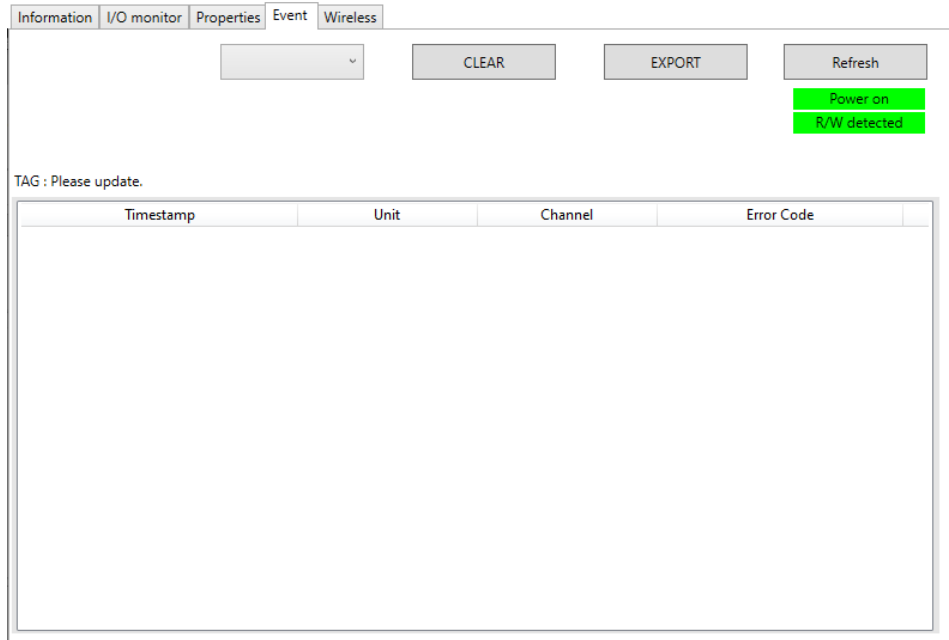 Information I/O monitor Properties Event Wireless
CLEAR EXPORT Refresh
Power on
R/W detected
TAG : Please update.
Timestamp Unit Channel Error Code